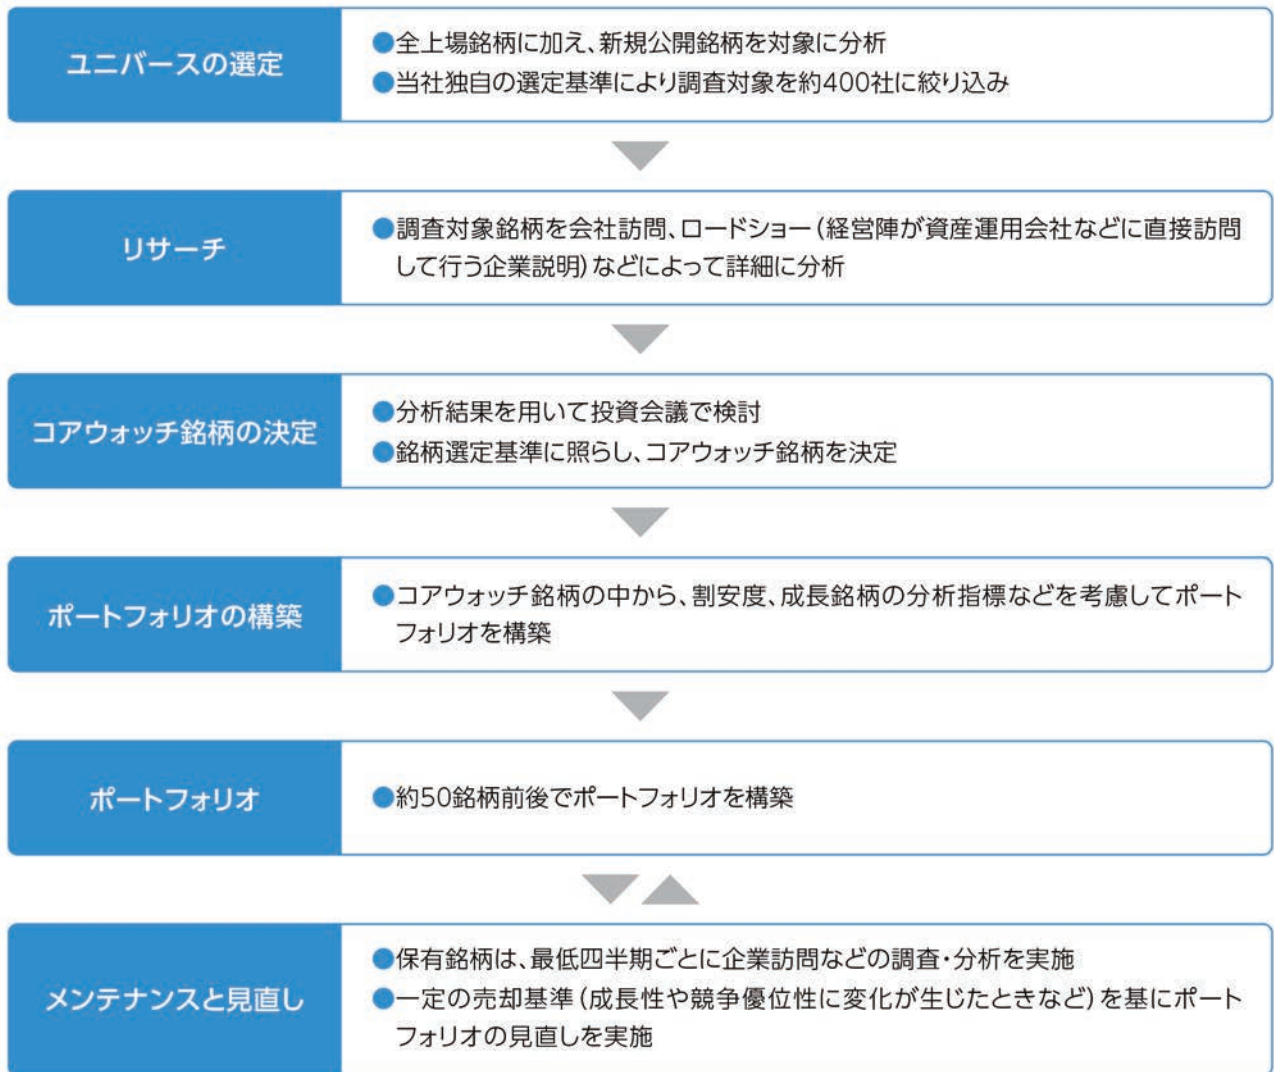 ユニバースの選定
●全上場銘柄に加え、新規公開銘柄を対象に分析
●当社独自の選定基準により調査対象を約400社に絞り込み
リサーチ
●調査対象銘柄を会社訪問、ロードショー(経営陣が資産運用会社などに直接訪問
して行う企業説明)などによって詳細に分析
コアウォッチ銘柄の決定
●分析結果を用いて投資会議で検討
●銘柄選定基準に照らし、コアウォッチ銘柄を決定
ポートフォリオの構築
●コアウォッチ銘柄の中から、割安度、成長銘柄の分析指標などを考慮してポート
フォリオを構築
ポートフォリオ
●約50銘柄前後でポートフォリオを構築
メンテナンスと見直し
●保有銘柄は、最低四半期ごとに企業訪問などの調査・分析を実施
●一定の売却基準(成長性や競争優位性に変化が生じたときなど)を基にポート
フォリオの見直しを実施